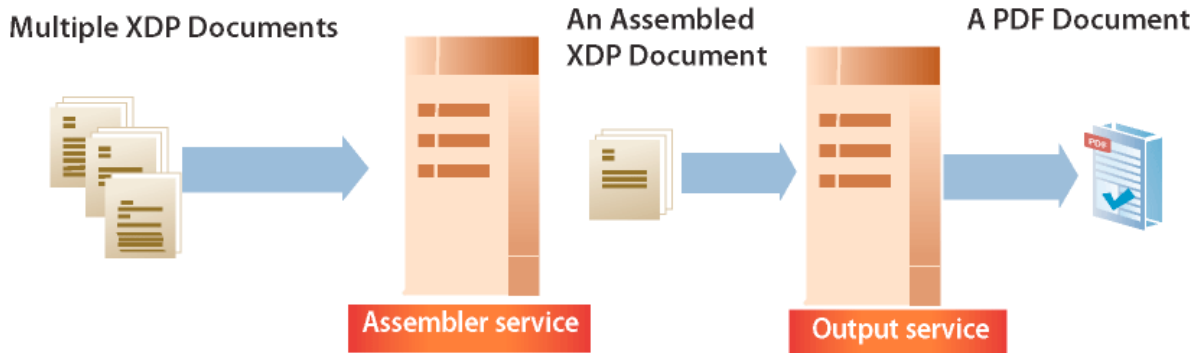 Multiple XDP Documents
An Assembled
XDP Document
A PDF Document
PDF
Assembler service
Output service